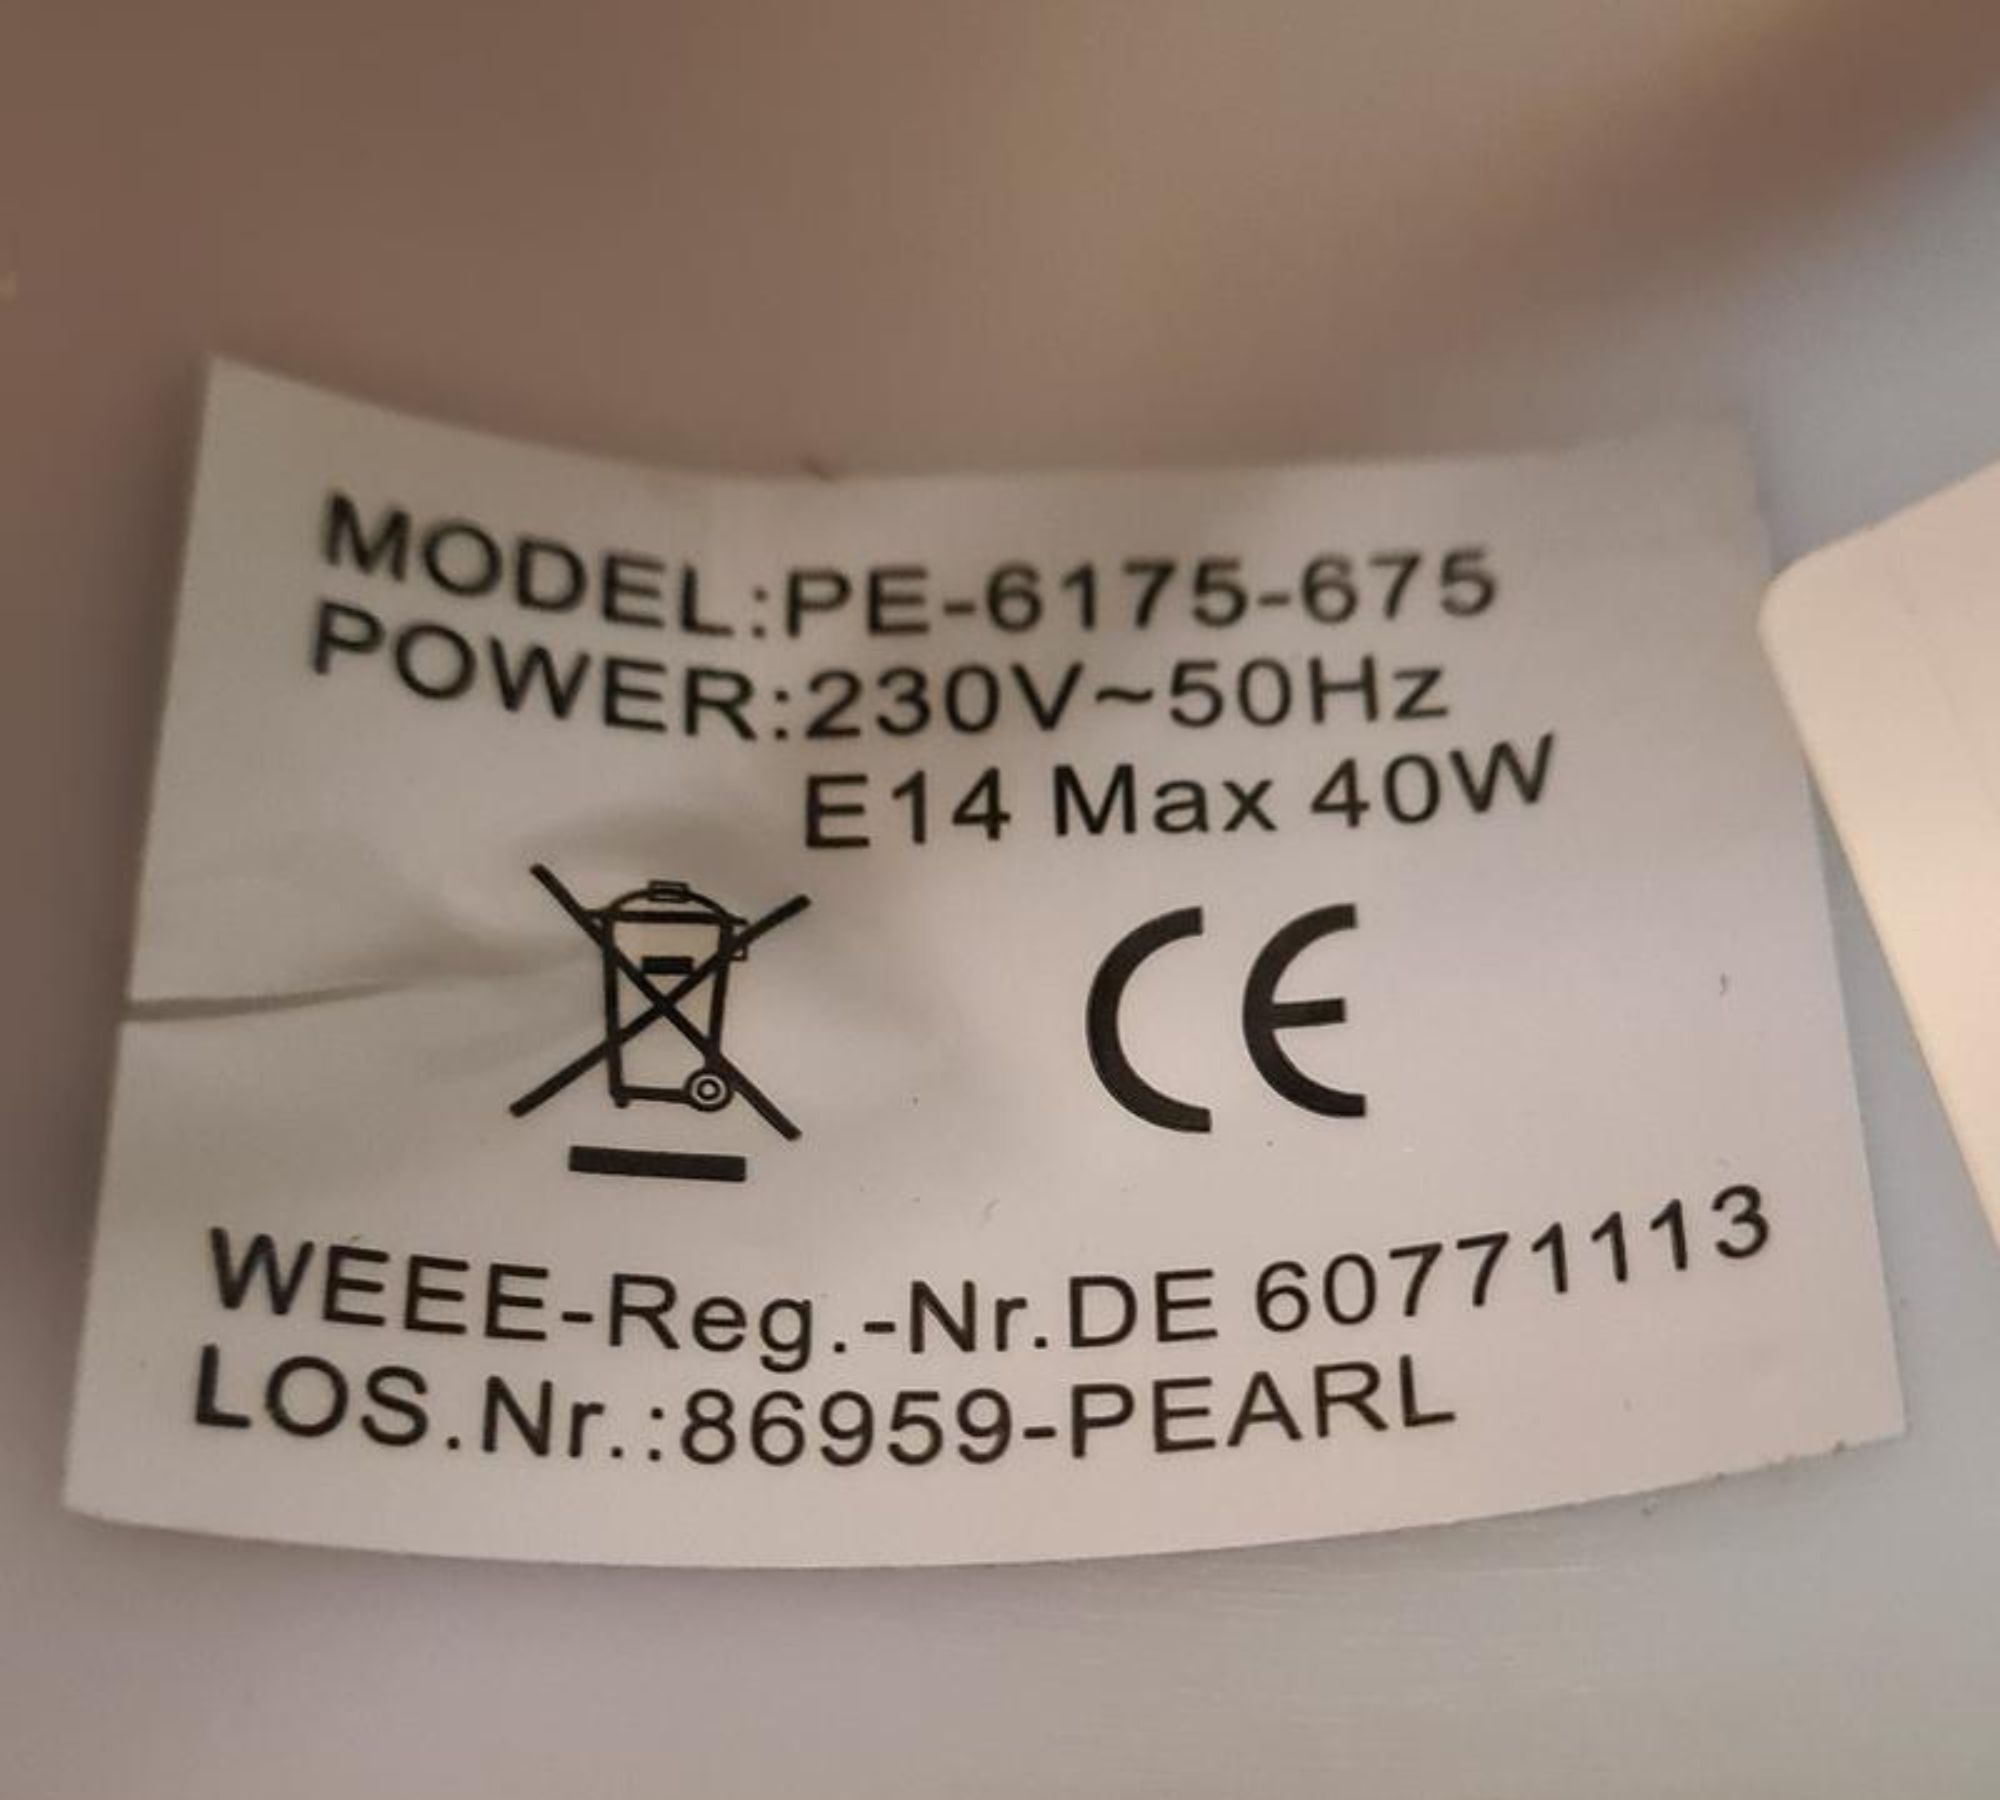 MODEL:PE-6175-675
POWER:230V~50Hz
E14 Max 40W
CE
WEEE-Reg.-Nr.DE 60771113
LOS.Nr.:86959-PEARL